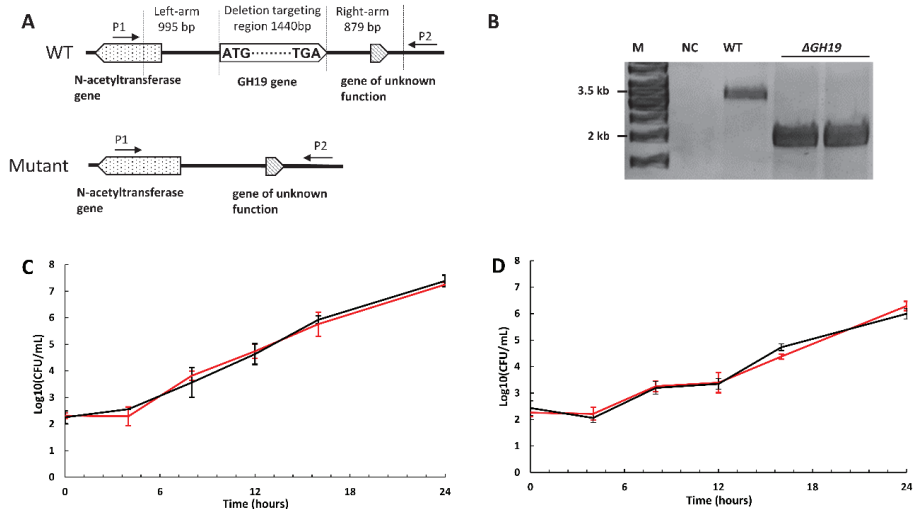 A
Left-arm
995 bp
Deletion targeting
region 1440bp
Right-arm
879 bp
P1
P2
WT
ATG·········TGA
N-acetyltransferase
gene
GH19 gene
gene of unknown
function
Mutant
P1
P2
N-acetyltransferase
gene
gene of unknown
function
B
M NC WT ΔGH19
3.5 kb
2 kb
C
Log10(CFU/mL)
8
7
6
5
4
3
2
1
0
0 6 12 18 24
Time (hours)
D
Log10(CFU/mL)
8
7
6
5
4
3
2
1
0
0 6 12 18 24
Time (hours)